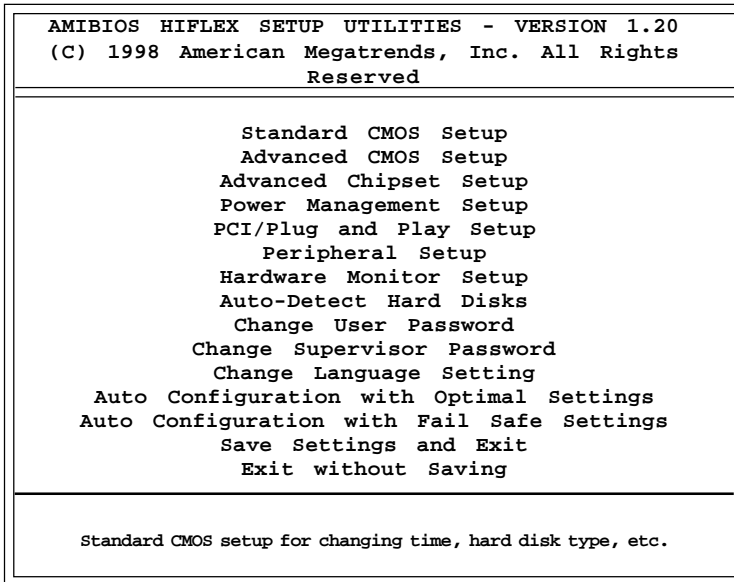 AMIBIOS HIFLEX SETUP UTILITIES - VERSION 1.20
(C) 1998 American Megatrends, Inc. All Rights
Reserved
Standard CMOS Setup
Advanced CMOS Setup
Advanced Chipset Setup
Power Management Setup
PCI/Plug and Play Setup
Peripheral Setup
Hardware Monitor Setup
Auto-Detect Hard Disks
Change User Password
Change Supervisor Password
Change Language Setting
Auto Configuration with Optimal Settings
Auto Configuration with Fail Safe Settings
Save Settings and Exit
Exit without Saving
Standard CMOS setup for changing time, hard disk type, etc.